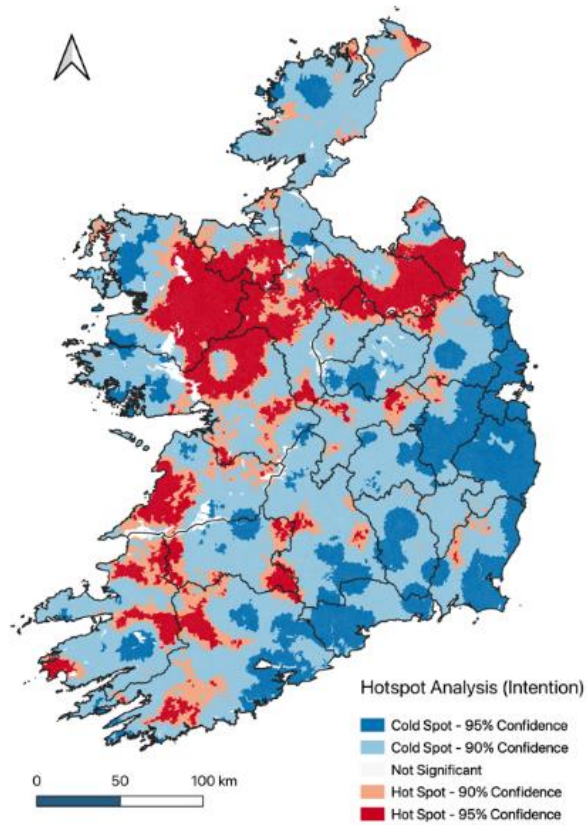 Hotspot Analysis (Intention)
Cold Spot - 95% Confidence
Cold Spot - 90% Confidence
Not Significant
Hot Spot - 90% Confidence
Hot Spot - 95% Confidence
0 50 100 km